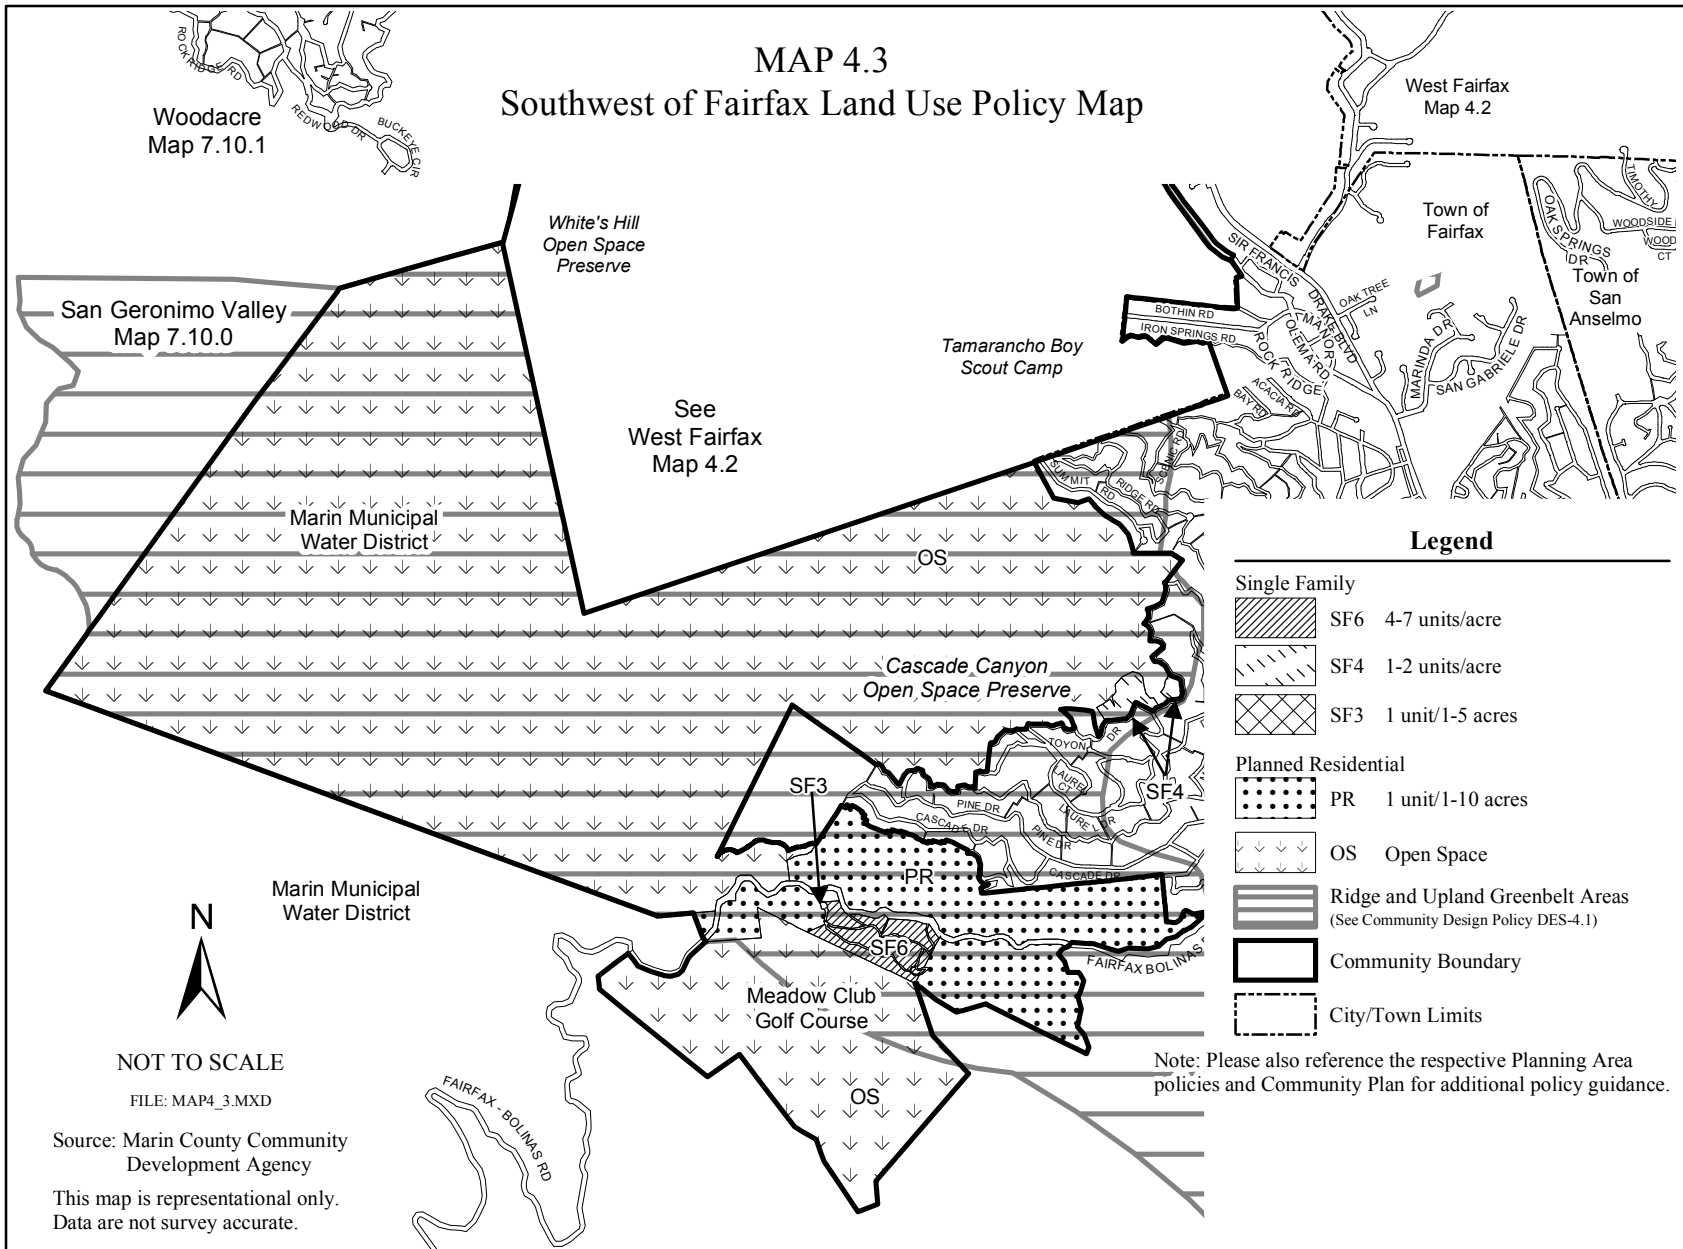 MAP 4.3
Southwest of Fairfax Land Use Policy Map
ROCK RIDGE RD
Woodacre
Map 7.10.1
REDWOOD DR
BUCKEYE CIR
West Fairfax
Map 4.2
White's Hill
Open Space
Preserve
Town of
Fairfax
TIMOTHY
OAK SPRINGS
DR
WOODSIDE
WOOD
CT
Town of
San
Anselmo
San Geronimo Valley
Map 7.10.0
SIR FRANCIS
DRAKE BLVD
OAK TREE
LN
BOTHIN RD
IRON SPRINGS RD
MANOR
OLEMA RD
ROCK RIDGE
MARINDA DR
SAN GABRIELE DR
ACACIA RD
BAY RD
Tamarancho Boy
Scout Camp
See
West Fairfax
Map 4.2
SCENIC RD
SUMMIT RD
RIDGE RD
Marin Municipal
Water District
OS
Cascade Canyon
Open Space Preserve
TOYON
DR
LAUREL
CT
LAUREL DR
SF4
SF3
PINE DR
CASCADE DR
PINE DR
CASCADE DR
PR
Marin Municipal
Water District
SF6
FAIRFAX BOLINAS
Meadow Club
Golf Course
OS
FAIRFAX - BOLINAS RD
N
NOT TO SCALE
FILE: MAP4_3.MXD
Source: Marin County Community
Development Agency
This map is representational only.
Data are not survey accurate.
Legend
Single Family
SF6 4-7 units/acre
SF4 1-2 units/acre
SF3 1 unit/1-5 acres
Planned Residential
PR 1 unit/1-10 acres
OS Open Space
Ridge and Upland Greenbelt Areas
(See Community Design Policy DES-4.1)
Community Boundary
City/Town Limits
Note: Please also reference the respective Planning Area
policies and Community Plan for additional policy guidance.